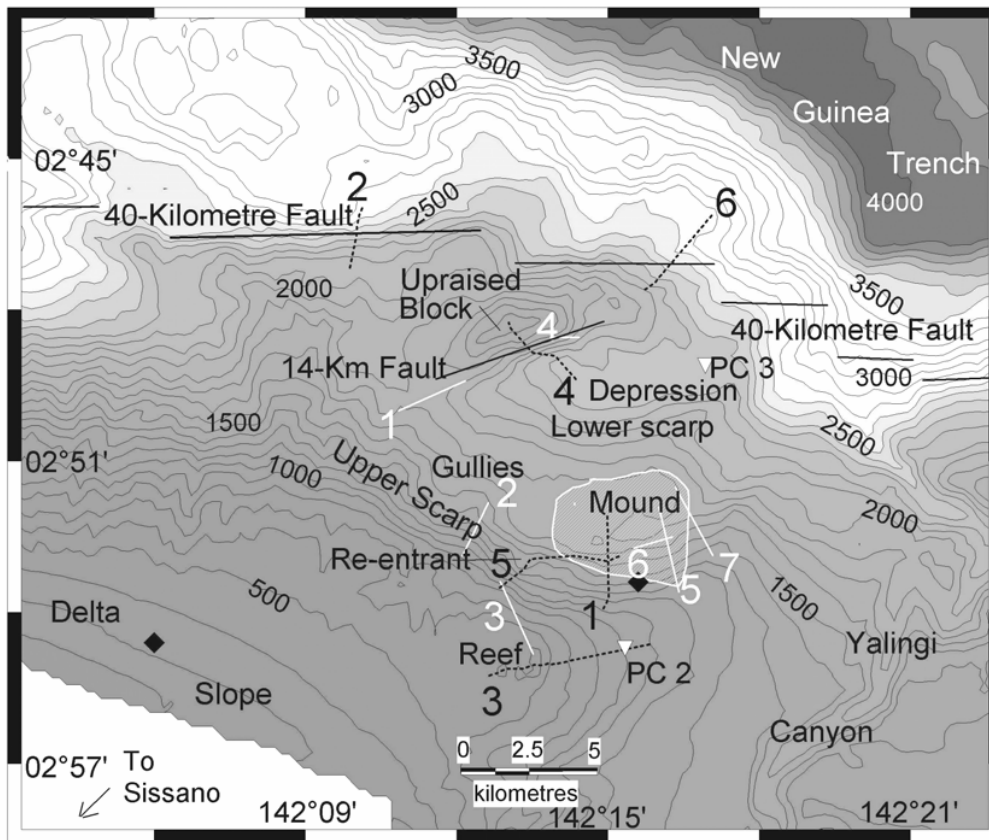 New
3500
3000
Guinea
02°45'
Trench
2
6
4000
40-Kilometre Fault
2500
Upraised
Block
2000
3500
4
40-Kilometre Fault
14-Km Fault
PC 3
3000
4
Depression
1
1500
Lower scarp
2500
02°51'
Upper Scarp
Gullies
1000
2
Mound
2000
Re-entrant
5
6
7
5
500
1500
Delta
3
1
Yalingi
Reef
PC 2
Slope
3
Canyon
0 2.5 5
02°57'
To
kilometres
Sissano
142°09'
142°15'
142°21'